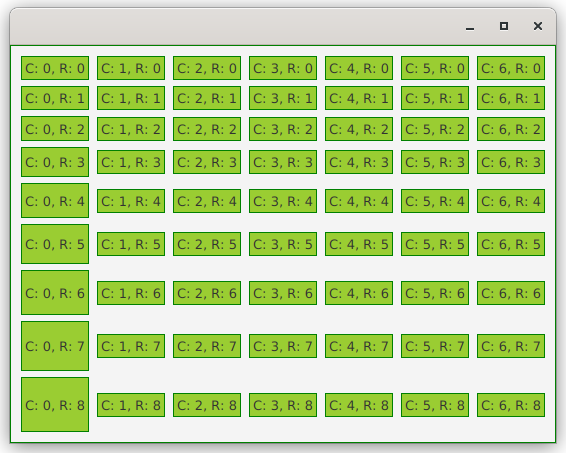 C: 0, R: 0 C: 1, R: 0 C: 2, R: 0 C: 3, R: 0 C: 4, R: 0 C: 5, R: 0 C: 6, R: 0
C: 0, R: 1 C: 1, R: 1 C: 2, R: 1 C: 3, R: 1 C: 4, R: 1 C: 5, R: 1 C: 6, R: 1
C: 0, R: 2 C: 1, R: 2 C: 2, R: 2 C: 3, R: 2 C: 4, R: 2 C: 5, R: 2 C: 6, R: 2
C: 0, R: 3 C: 1, R: 3 C: 2, R: 3 C: 3, R: 3 C: 4, R: 3 C: 5, R: 3 C: 6, R: 3
C: 0, R: 4 C: 1, R: 4 C: 2, R: 4 C: 3, R: 4 C: 4, R: 4 C: 5, R: 4 C: 6, R: 4
C: 0, R: 5 C: 1, R: 5 C: 2, R: 5 C: 3, R: 5 C: 4, R: 5 C: 5, R: 5 C: 6, R: 5
C: 0, R: 6 C: 1, R: 6 C: 2, R: 6 C: 3, R: 6 C: 4, R: 6 C: 5, R: 6 C: 6, R: 6
C: 0, R: 7 C: 1, R: 7 C: 2, R: 7 C: 3, R: 7 C: 4, R: 7 C: 5, R: 7 C: 6, R: 7
C: 0, R: 8 C: 1, R: 8 C: 2, R: 8 C: 3, R: 8 C: 4, R: 8 C: 5, R: 8 C: 6, R: 8